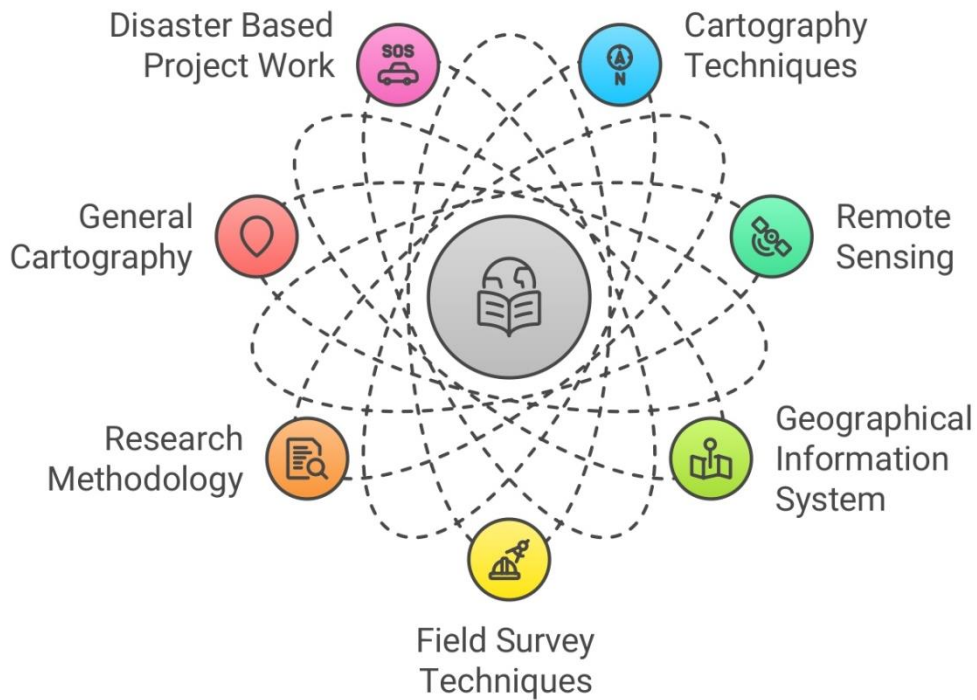 Disaster Based
Project Work
SOS
Cartography
Techniques
N
General
Cartography
Remote
Sensing
Research
Methodology
Geographical
Information
System
Field Survey
Techniques